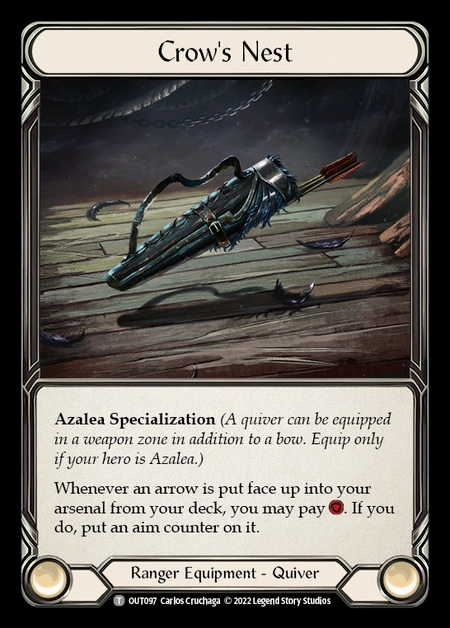 Crow's Nest
Azalea Specialization (A quiver can be equipped
in a weapon zone in addition to a bow. Equip only
if your hero is Azalea.)
Whenever an arrow is put face up into your
arsenal from your deck, you may pay . If you
do, put an aim counter on it.
Ranger Equipment - Quiver
T OUT097 Carlos Cruchaga © 2022 Legend Story Studios